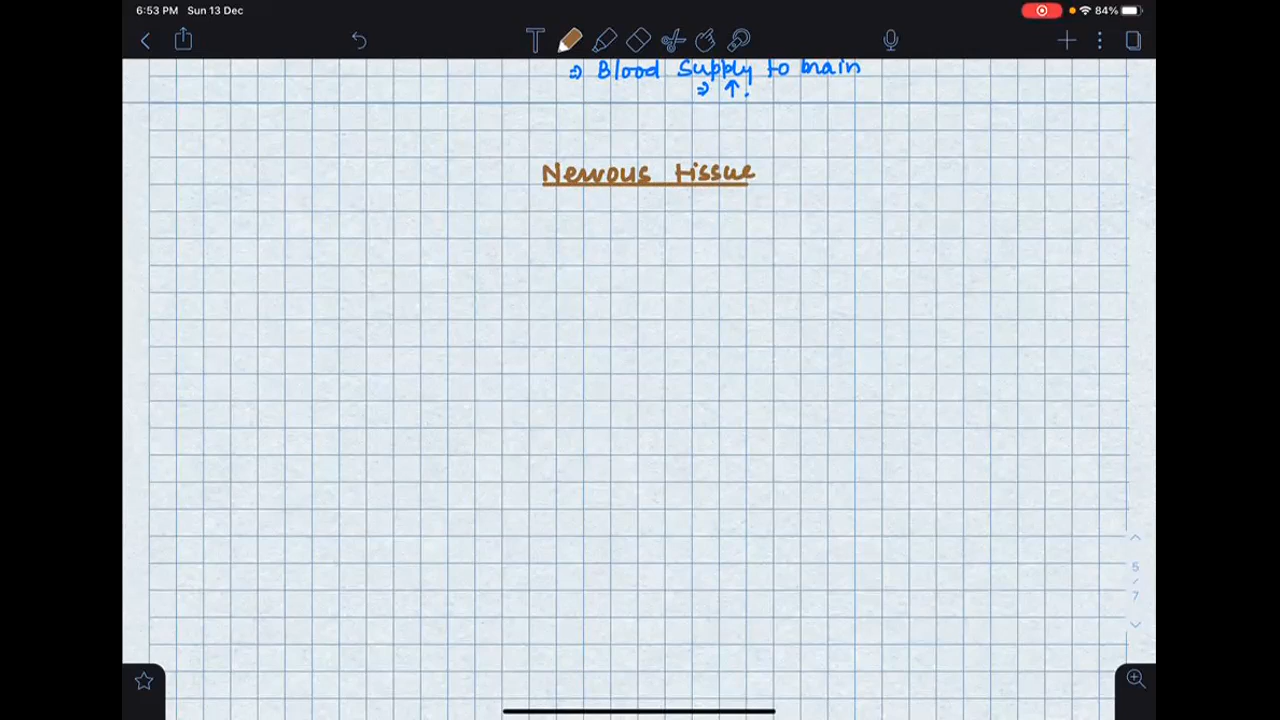 6:53 PM Sun 13 Dec
84%
T
⇒ Blood Supply to brain
⇒ ↑.
Nervous tissue
5
/
7